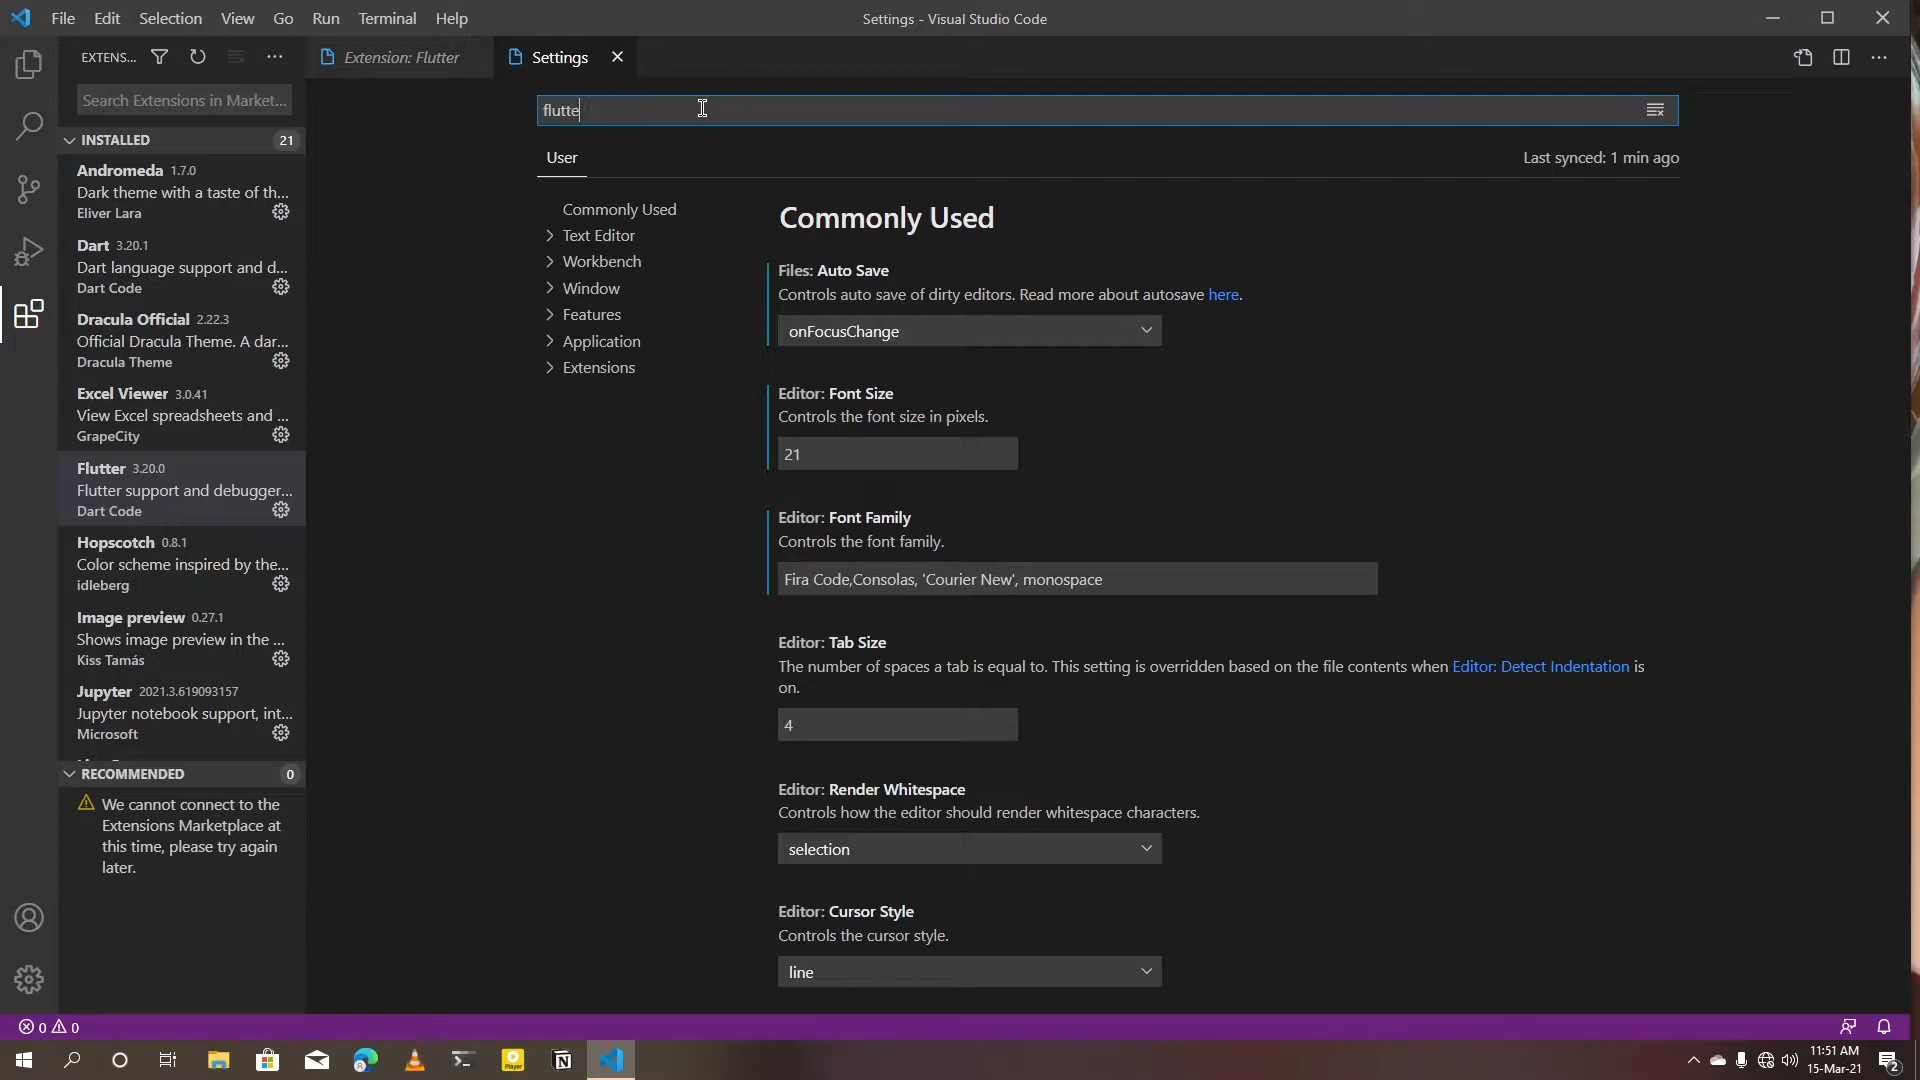 File Edit Selection View Go Run Terminal Help
Settings - Visual Studio Code
EXTENS...
Extension: Flutter
Settings
Search Extensions in Market...
flutte
INSTALLED 21
User
Last synced: 1 min ago
Andromeda 1.7.0
Dark theme with a taste of th...
Eliver Lara
Dart 3.20.1
Dart language support and d...
Dart Code
Dracula Official 2.22.3
Official Dracula Theme. A dar...
Dracula Theme
Excel Viewer 3.0.41
View Excel spreadsheets and ...
GrapeCity
Flutter 3.20.0
Flutter support and debugger...
Dart Code
Hopscotch 0.8.1
Color scheme inspired by the...
idleberg
Image preview 0.27.1
Shows image preview in the ...
Kiss Tamás
Jupyter 2021.3.619093157
Jupyter notebook support, int...
Microsoft
RECOMMENDED 0
We cannot connect to the
Extensions Marketplace at
this time, please try again
later.
Commonly Used
Text Editor
Workbench
Window
Features
Application
Extensions
Commonly Used
Files: Auto Save
Controls auto save of dirty editors. Read more about autosave here.
onFocusChange
Editor: Font Size
Controls the font size in pixels.
21
Editor: Font Family
Controls the font family.
Fira Code,Consolas, 'Courier New', monospace
Editor: Tab Size
The number of spaces a tab is equal to. This setting is overridden based on the file contents when Editor: Detect Indentation is
on.
4
Editor: Render Whitespace
Controls how the editor should render whitespace characters.
selection
Editor: Cursor Style
Controls the cursor style.
line
0 0
Player
11:51 AM
15-Mar-21
2